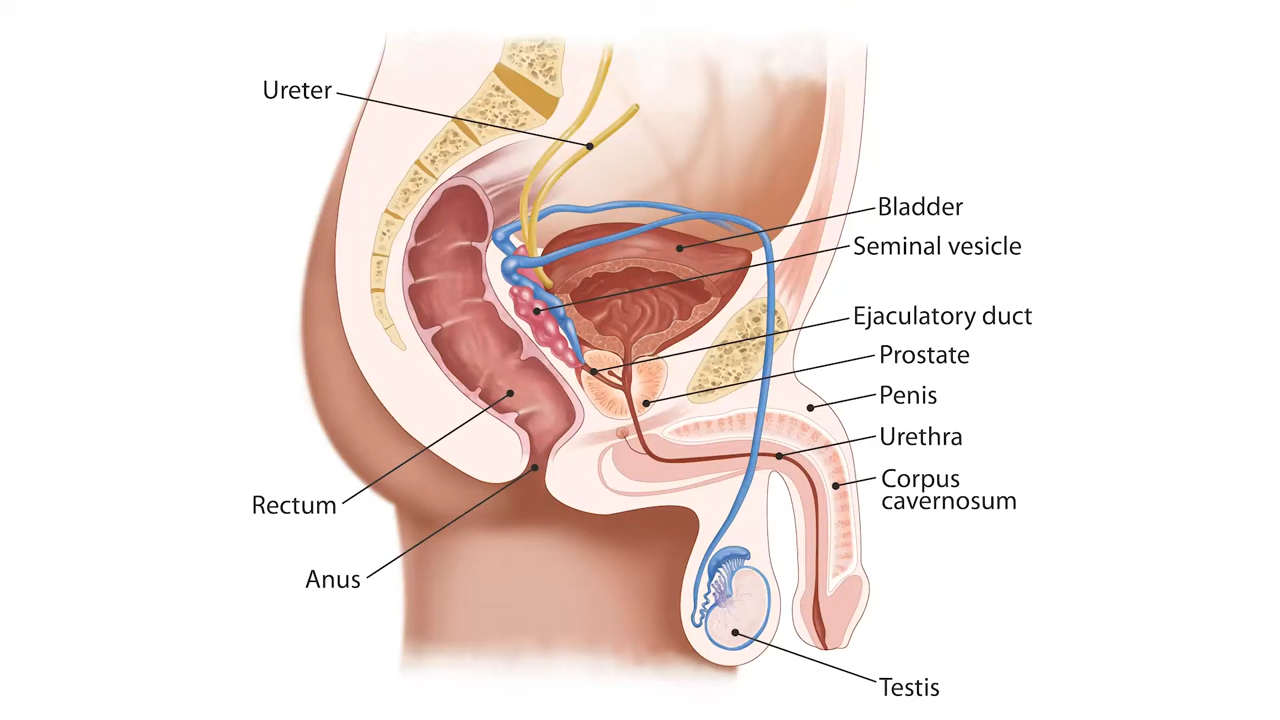 Ureter
Bladder
Seminal vesicle
Ejaculatory duct
Prostate
Penis
Urethra
Corpus
cavernosum
Rectum
Anus
Testis